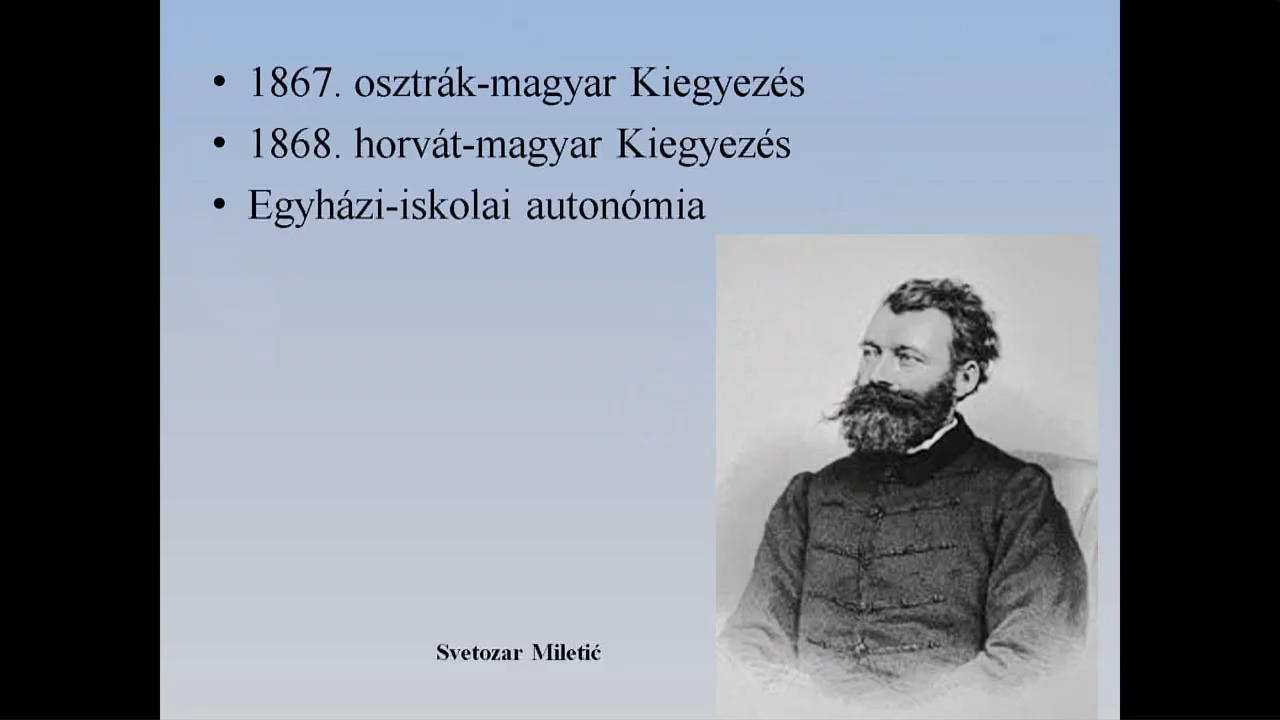 • 1867. osztrák-magyar Kiegyezés
• 1868. horvát-magyar Kiegyezés
• Egyházi-iskolai autonómia
Svetozar Miletić